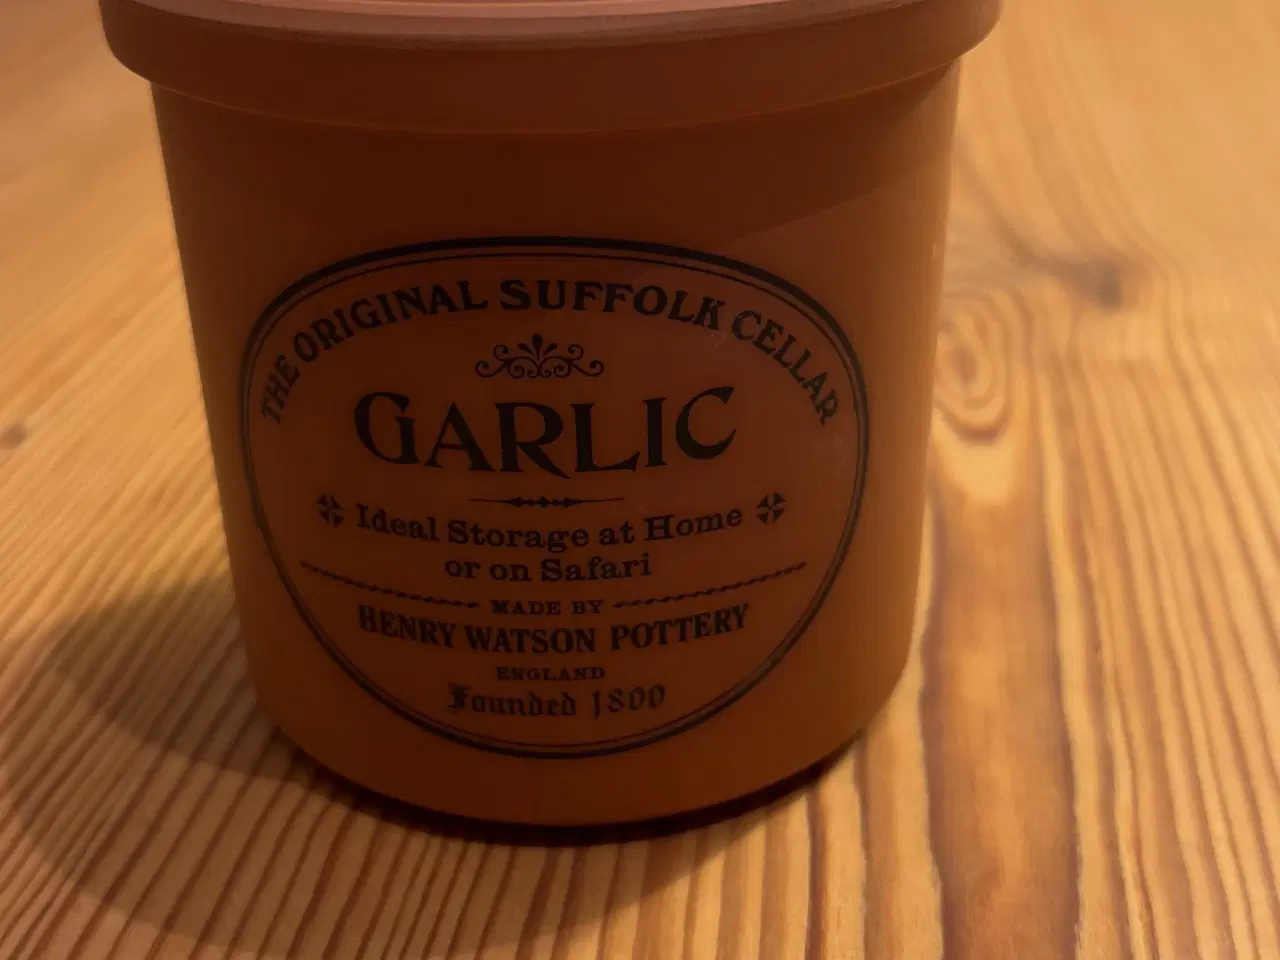 THE ORIGINAL SUFFOLK CELLAR
GARLIC
Ideal Storage at Home
or on Safari
MADE BY
HENRY WATSON POTTERY
ENGLAND
Founded 1800